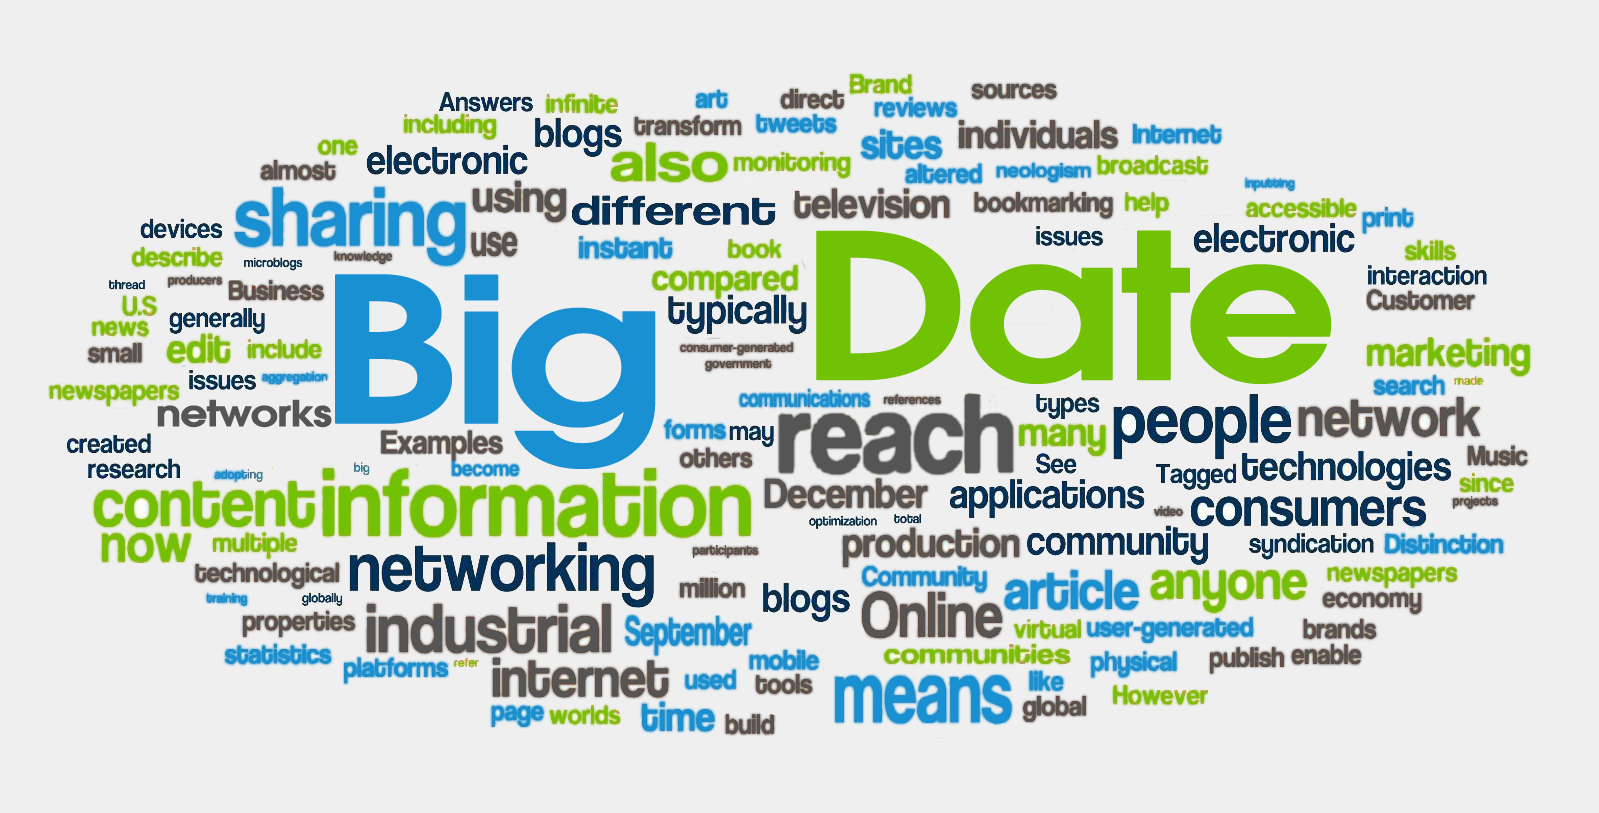 Brand
Answers infinite art direct reviews sources
including blogs transform tweets sites individuals Internet
one electronic also monitoring altered neologism broadcast
almost sharing using different television bookmarking help inputting accessible print
devices use instant book issues electronic skills
describe microblogs knowledge compared interaction
thread producers Business typically Customer
U.S generally Big Date
news
small edit include consumer-generated government marketing
newspapers issues aggregation communications references types search made
networks Examples forms may reach many people network
created others See
research adopting big become Tagged technologies Music
content information December applications since
optimization total video consumers projects
now multiple participants production community syndication Distinction
technological networking million Community article anyone newspapers
training globally blogs Online economy
properties industrial September virtual user-generated brands
statistics platforms refer mobile communities physical publish enable
internet used tools means like However
page worlds time build global